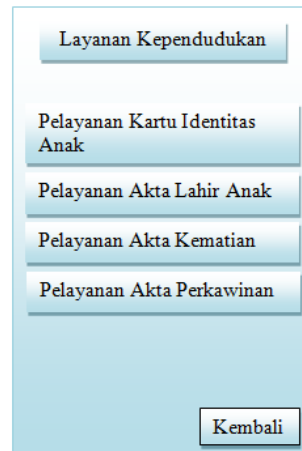 Layanan Kependudukan
Pelayanan Kartu Identitas
Anak
Pelayanan Akta Lahir Anak
Pelayanan Akta Kematian
Pelayanan Akta Perkawinan
Kembali